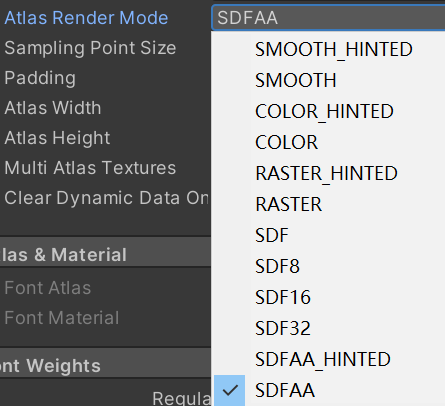 Atlas Render Mode
SDFAA
Sampling Point Size
Padding
Atlas Width
Atlas Height
Multi Atlas Textures
Clear Dynamic Data On
SMOOTH_HINTED
SMOOTH
COLOR_HINTED
COLOR
RASTER_HINTED
RASTER
SDF
SDF8
SDF16
SDF32
SDFAA_HINTED
SDFAA
las & Material
Font Atlas
Font Material
nt Weights
Regula